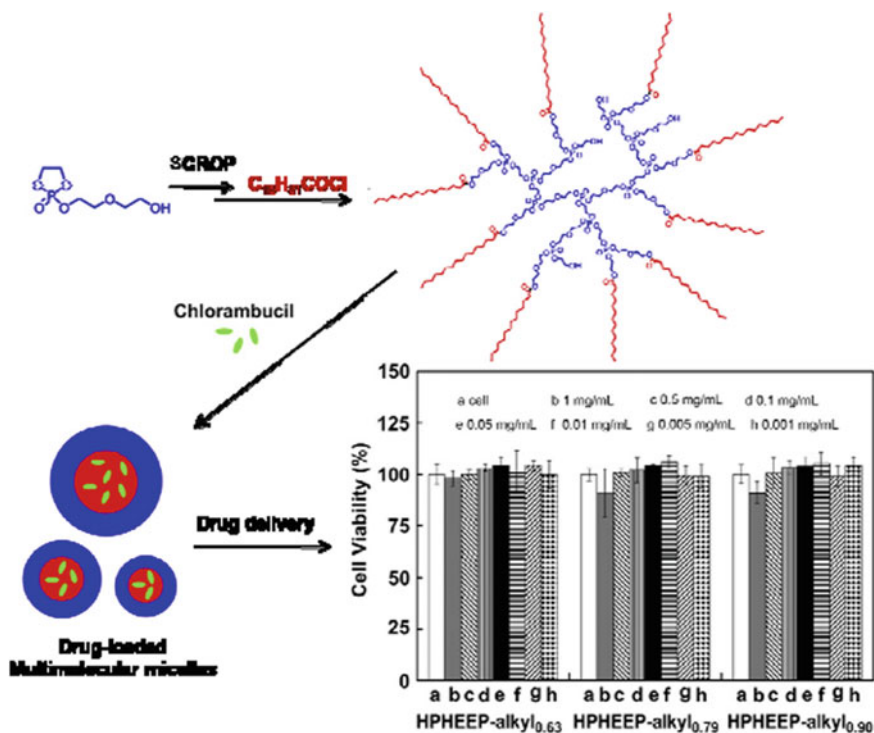 SCROP
C₁₅H₃₁COCl
P
O
O
OH
Chlorambucil
Drug delivery
Drug-loaded
Multimolecular micelles
150
125
100
75
50
25
0
Cell Viability (%)
a cell b 1 mg/mL c 0.5 mg/mL d 0.1 mg/mL
e 0.05 mg/mL f 0.01 mg/mL g 0.005 mg/mL h 0.001 mg/mL
a b c d e f g h a b c d e f g h a b c d e f g h
HPHEEP-alkyl₀.₆₃ HPHEEP-alkyl₀.₇₉ HPHEEP-alkyl₀.₉₀